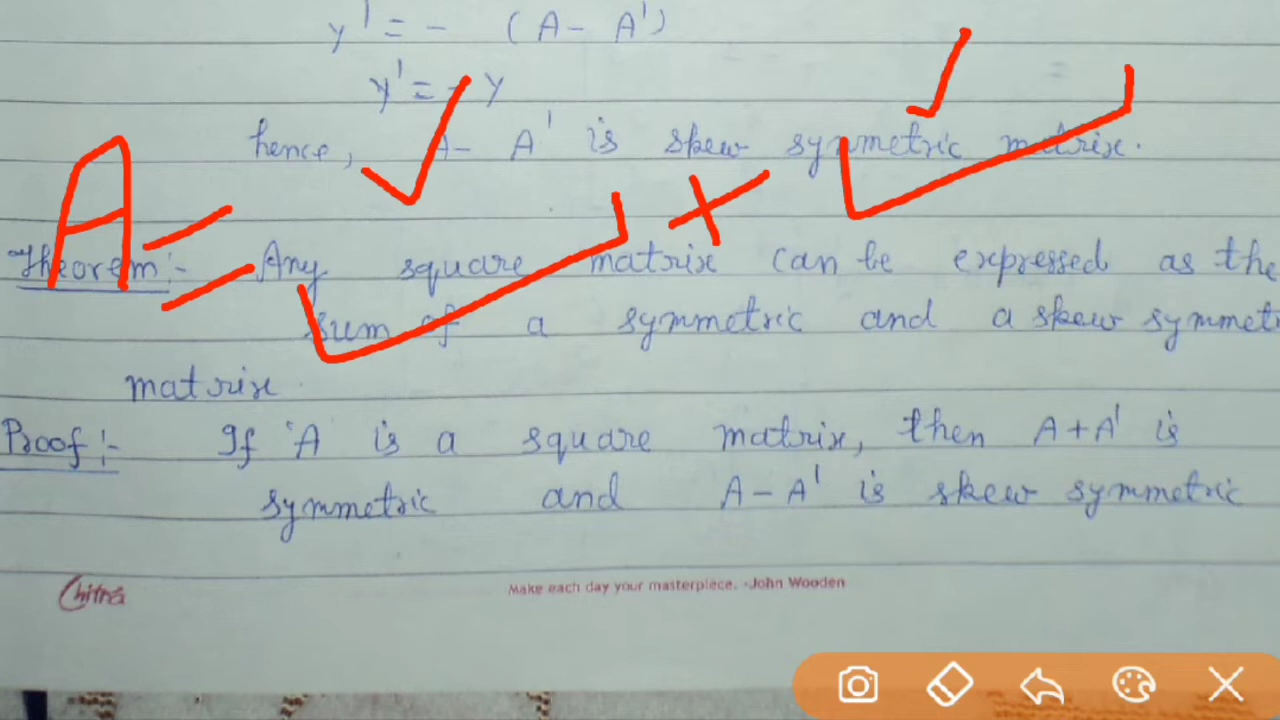 y' = - (A - A')
y' = - y
hence, A - A' is skew symmetric matrix.
A = +
Theorem :- Any square matrix can be expressed as the
sum of a symmetric and a skew symmetri
matrix.
Proof :- If 'A' is a square matrix, then A+A' is
symmetric and A-A' is skew symmetric
Chitra
Make each day your masterpiece. -John Wooden